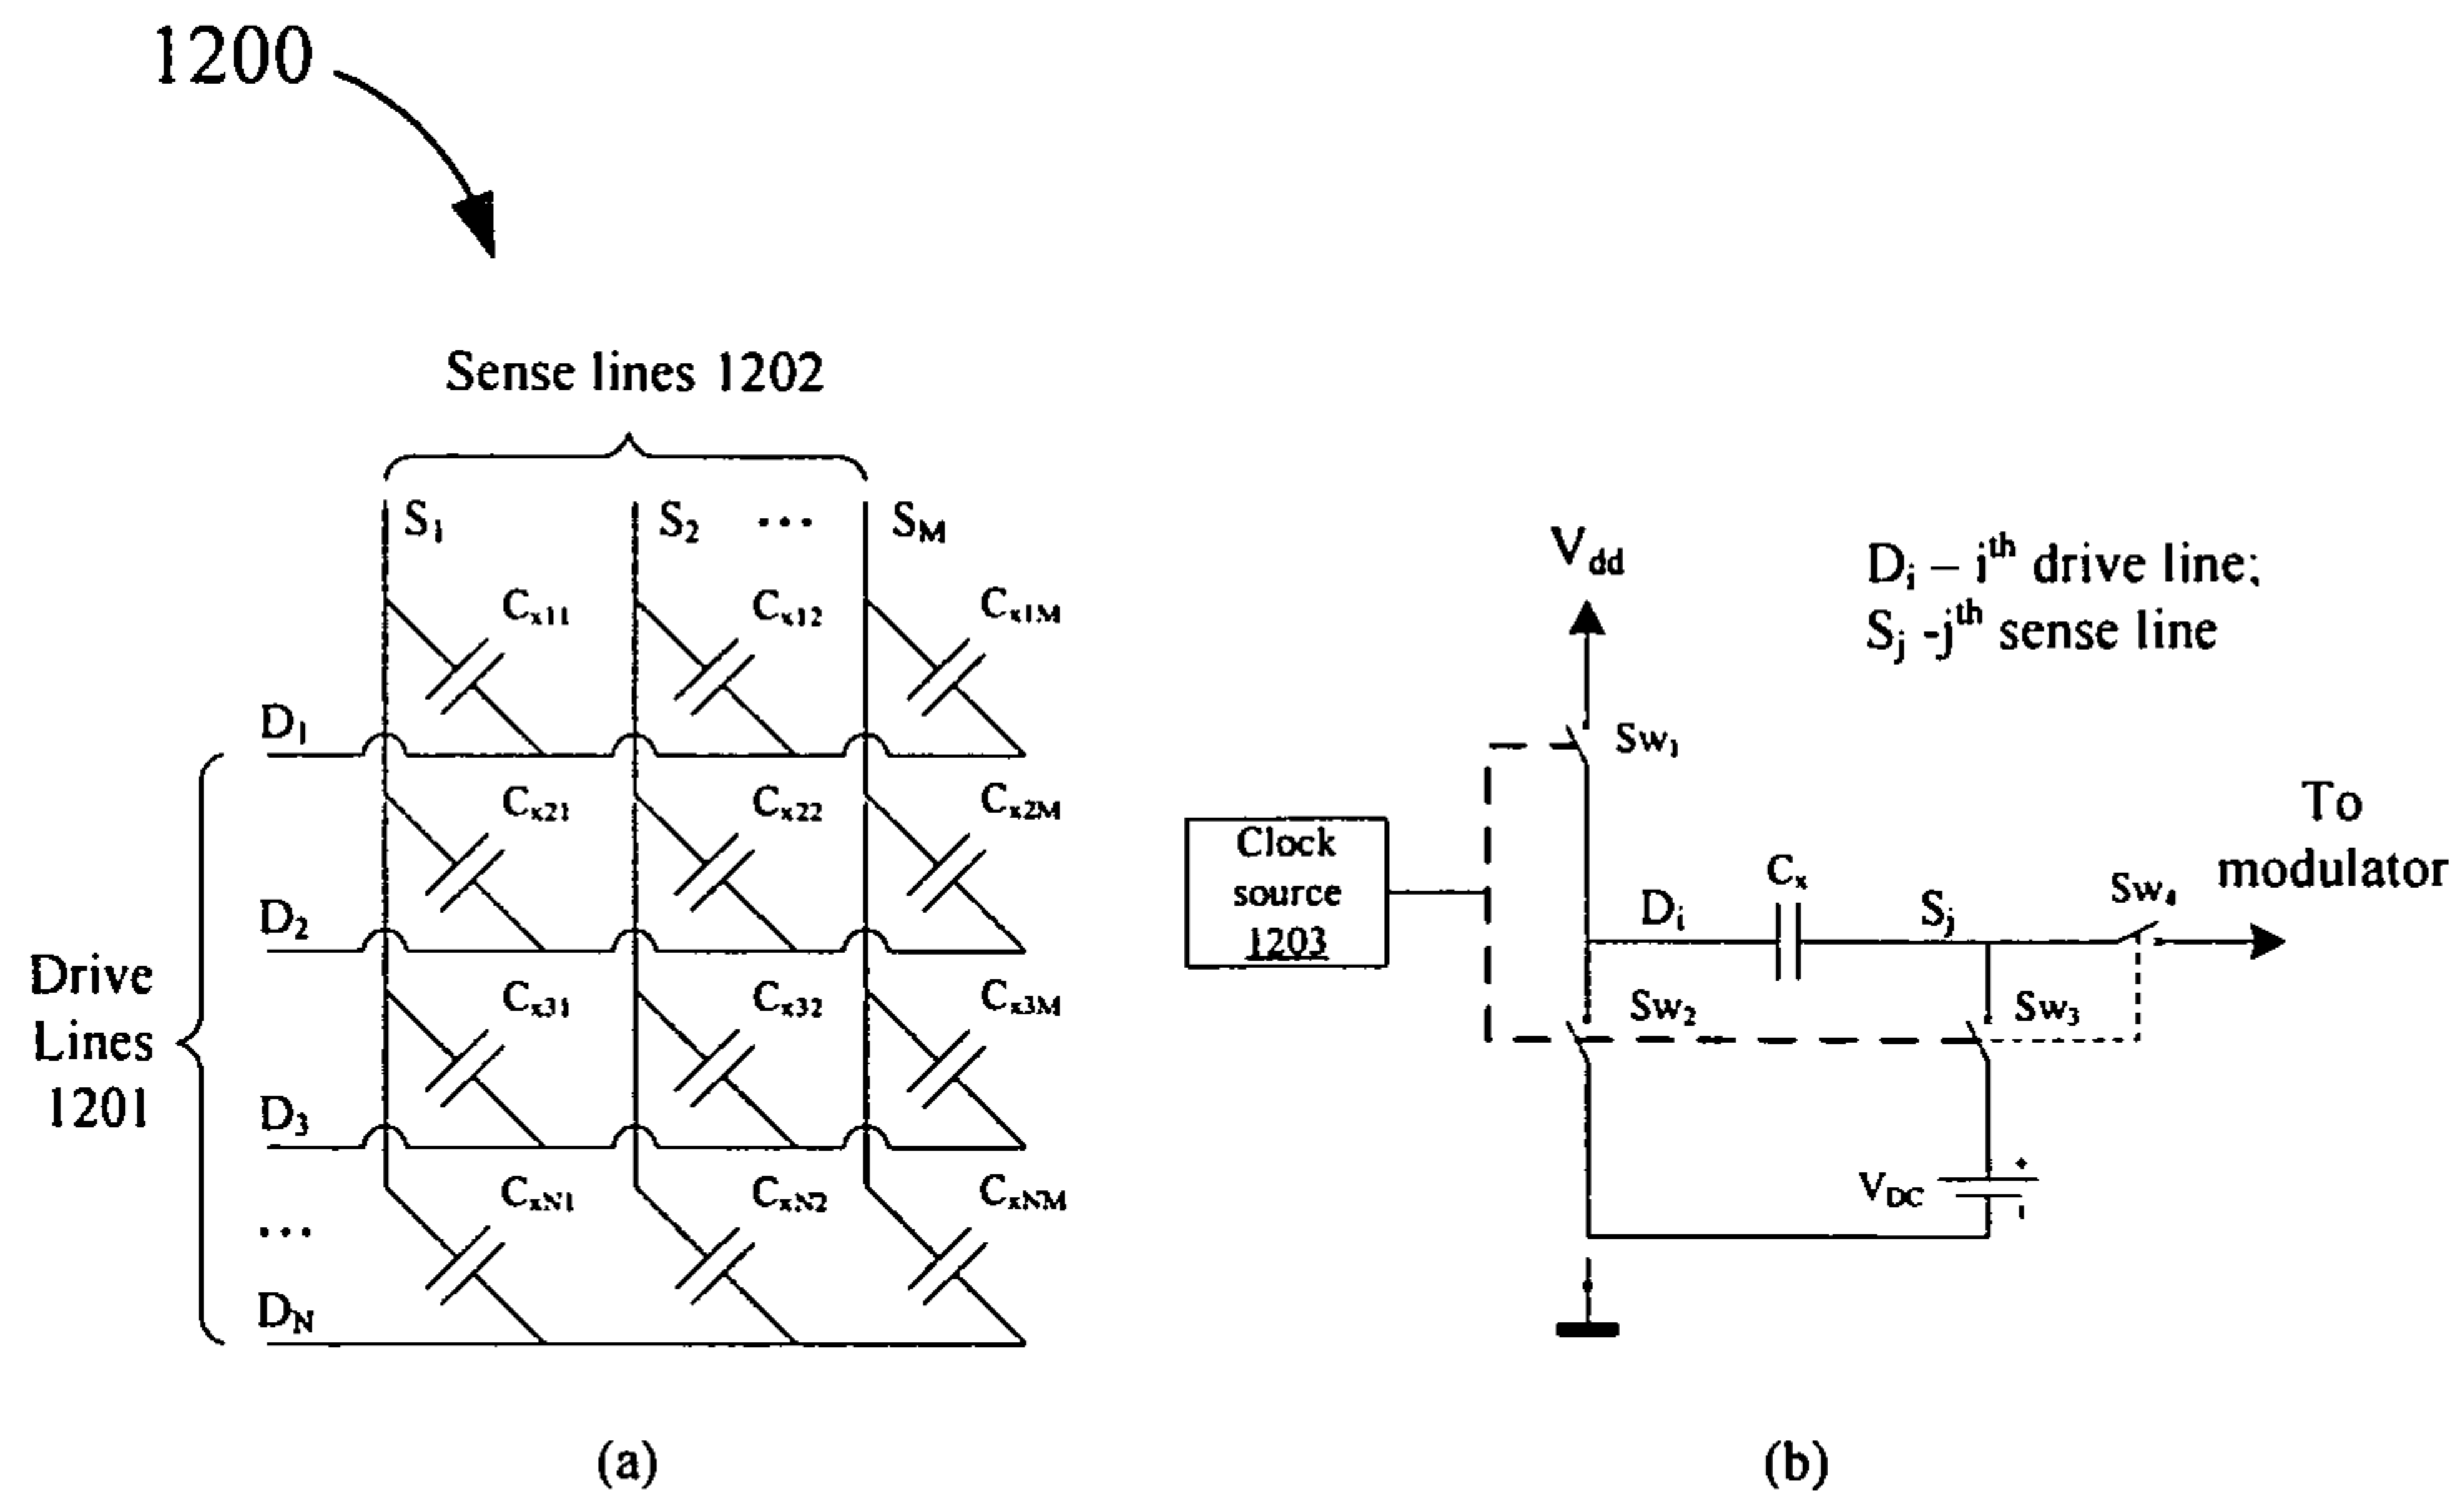 1200
Sense lines 1202
S1 S2 ... SM
Cx11 Cx12 Cx1M
D1
Cx21 Cx22 Cx2M
D2
Cx31 Cx32 Cx3M
D3
CxN1 CxN2 CxNM
...
DN
Drive
Lines
1201
(a)
Vdd
Di – ith drive line;
Sj -jth sense line
Sw1
Clock
source
1203
To
modulator
Cx
Di
Sj
Sw4
Sw2
Sw3
VDC
+
-
(b)